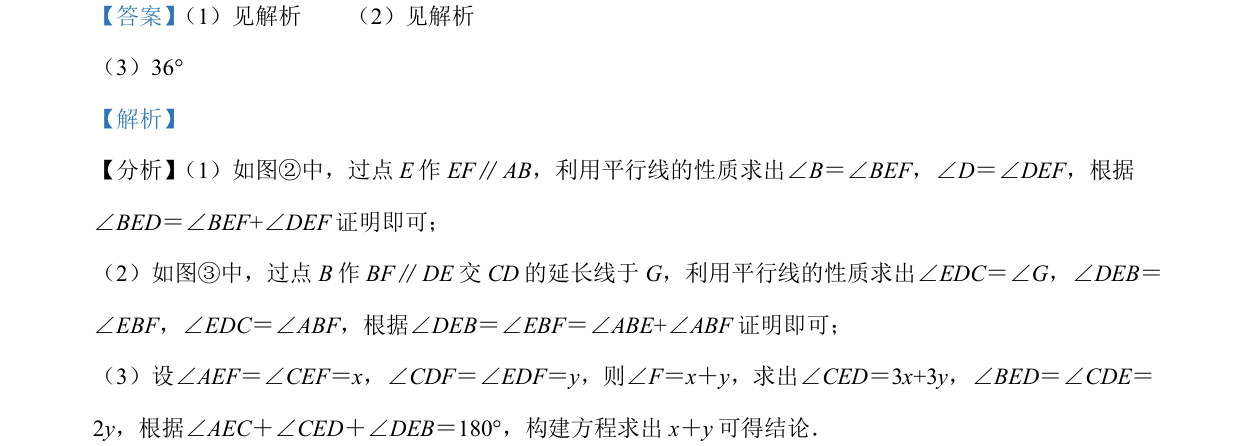 【答案】（1）见解析　　（2）见解析
（3）36°
【解析】
【分析】（1）如图②中，过点 E 作 EF∥AB，利用平行线的性质求出∠B＝∠BEF，∠D＝∠DEF，根据
∠BED＝∠BEF+∠DEF 证明即可；
（2）如图③中，过点 B 作 BF∥DE 交 CD 的延长线于 G，利用平行线的性质求出∠EDC＝∠G，∠DEB＝
∠EBF，∠EDC＝∠ABF，根据∠DEB＝∠EBF＝∠ABE+∠ABF 证明即可；
（3）设∠AEF＝∠CEF＝x，∠CDF＝∠EDF＝y，则∠F＝x＋y，求出∠CED＝3x+3y，∠BED＝∠CDE＝
2y，根据∠AEC＋∠CED＋∠DEB＝180°，构建方程求出 x＋y 可得结论．